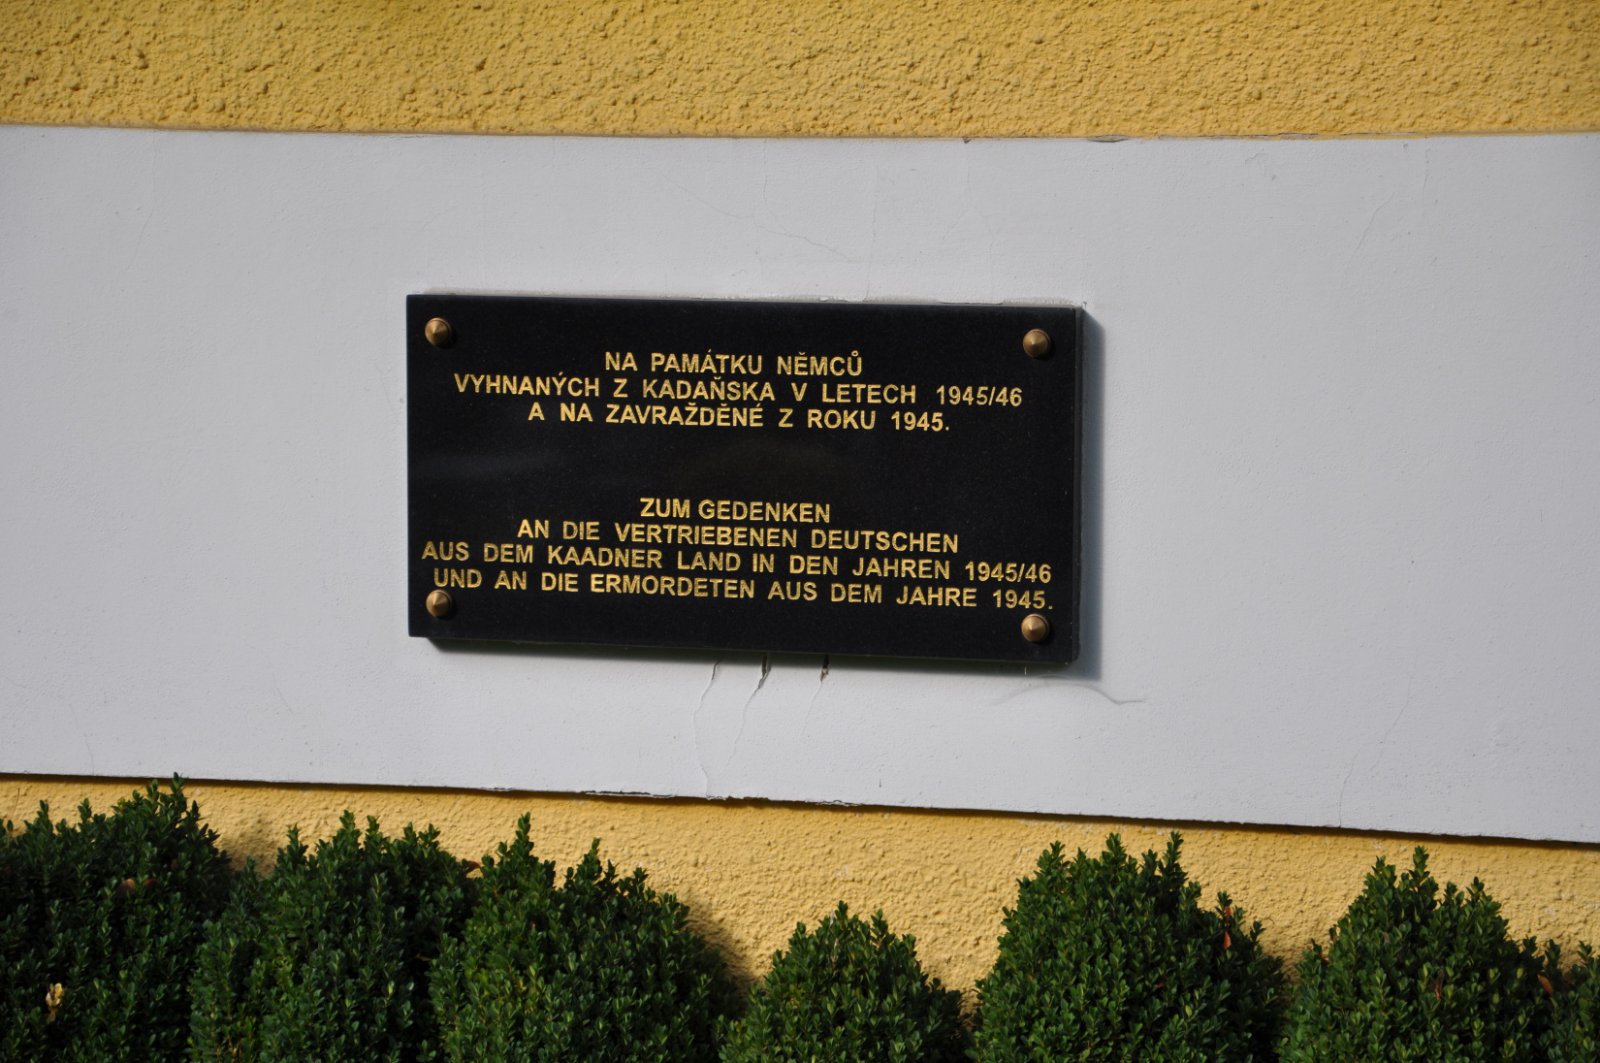 NA PAMÁTKU NĚMCŮ
VYHNANÝCH Z KADAŇSKA V LETECH 1945/46
A NA ZAVRAŽDĚNÉ Z ROKU 1945.
ZUM GEDENKEN
AN DIE VERTRIEBENEN DEUTSCHEN
AUS DEM KAADNER LAND IN DEN JAHREN 1945/46
UND AN DIE ERMORDETEN AUS DEM JAHRE 1945.